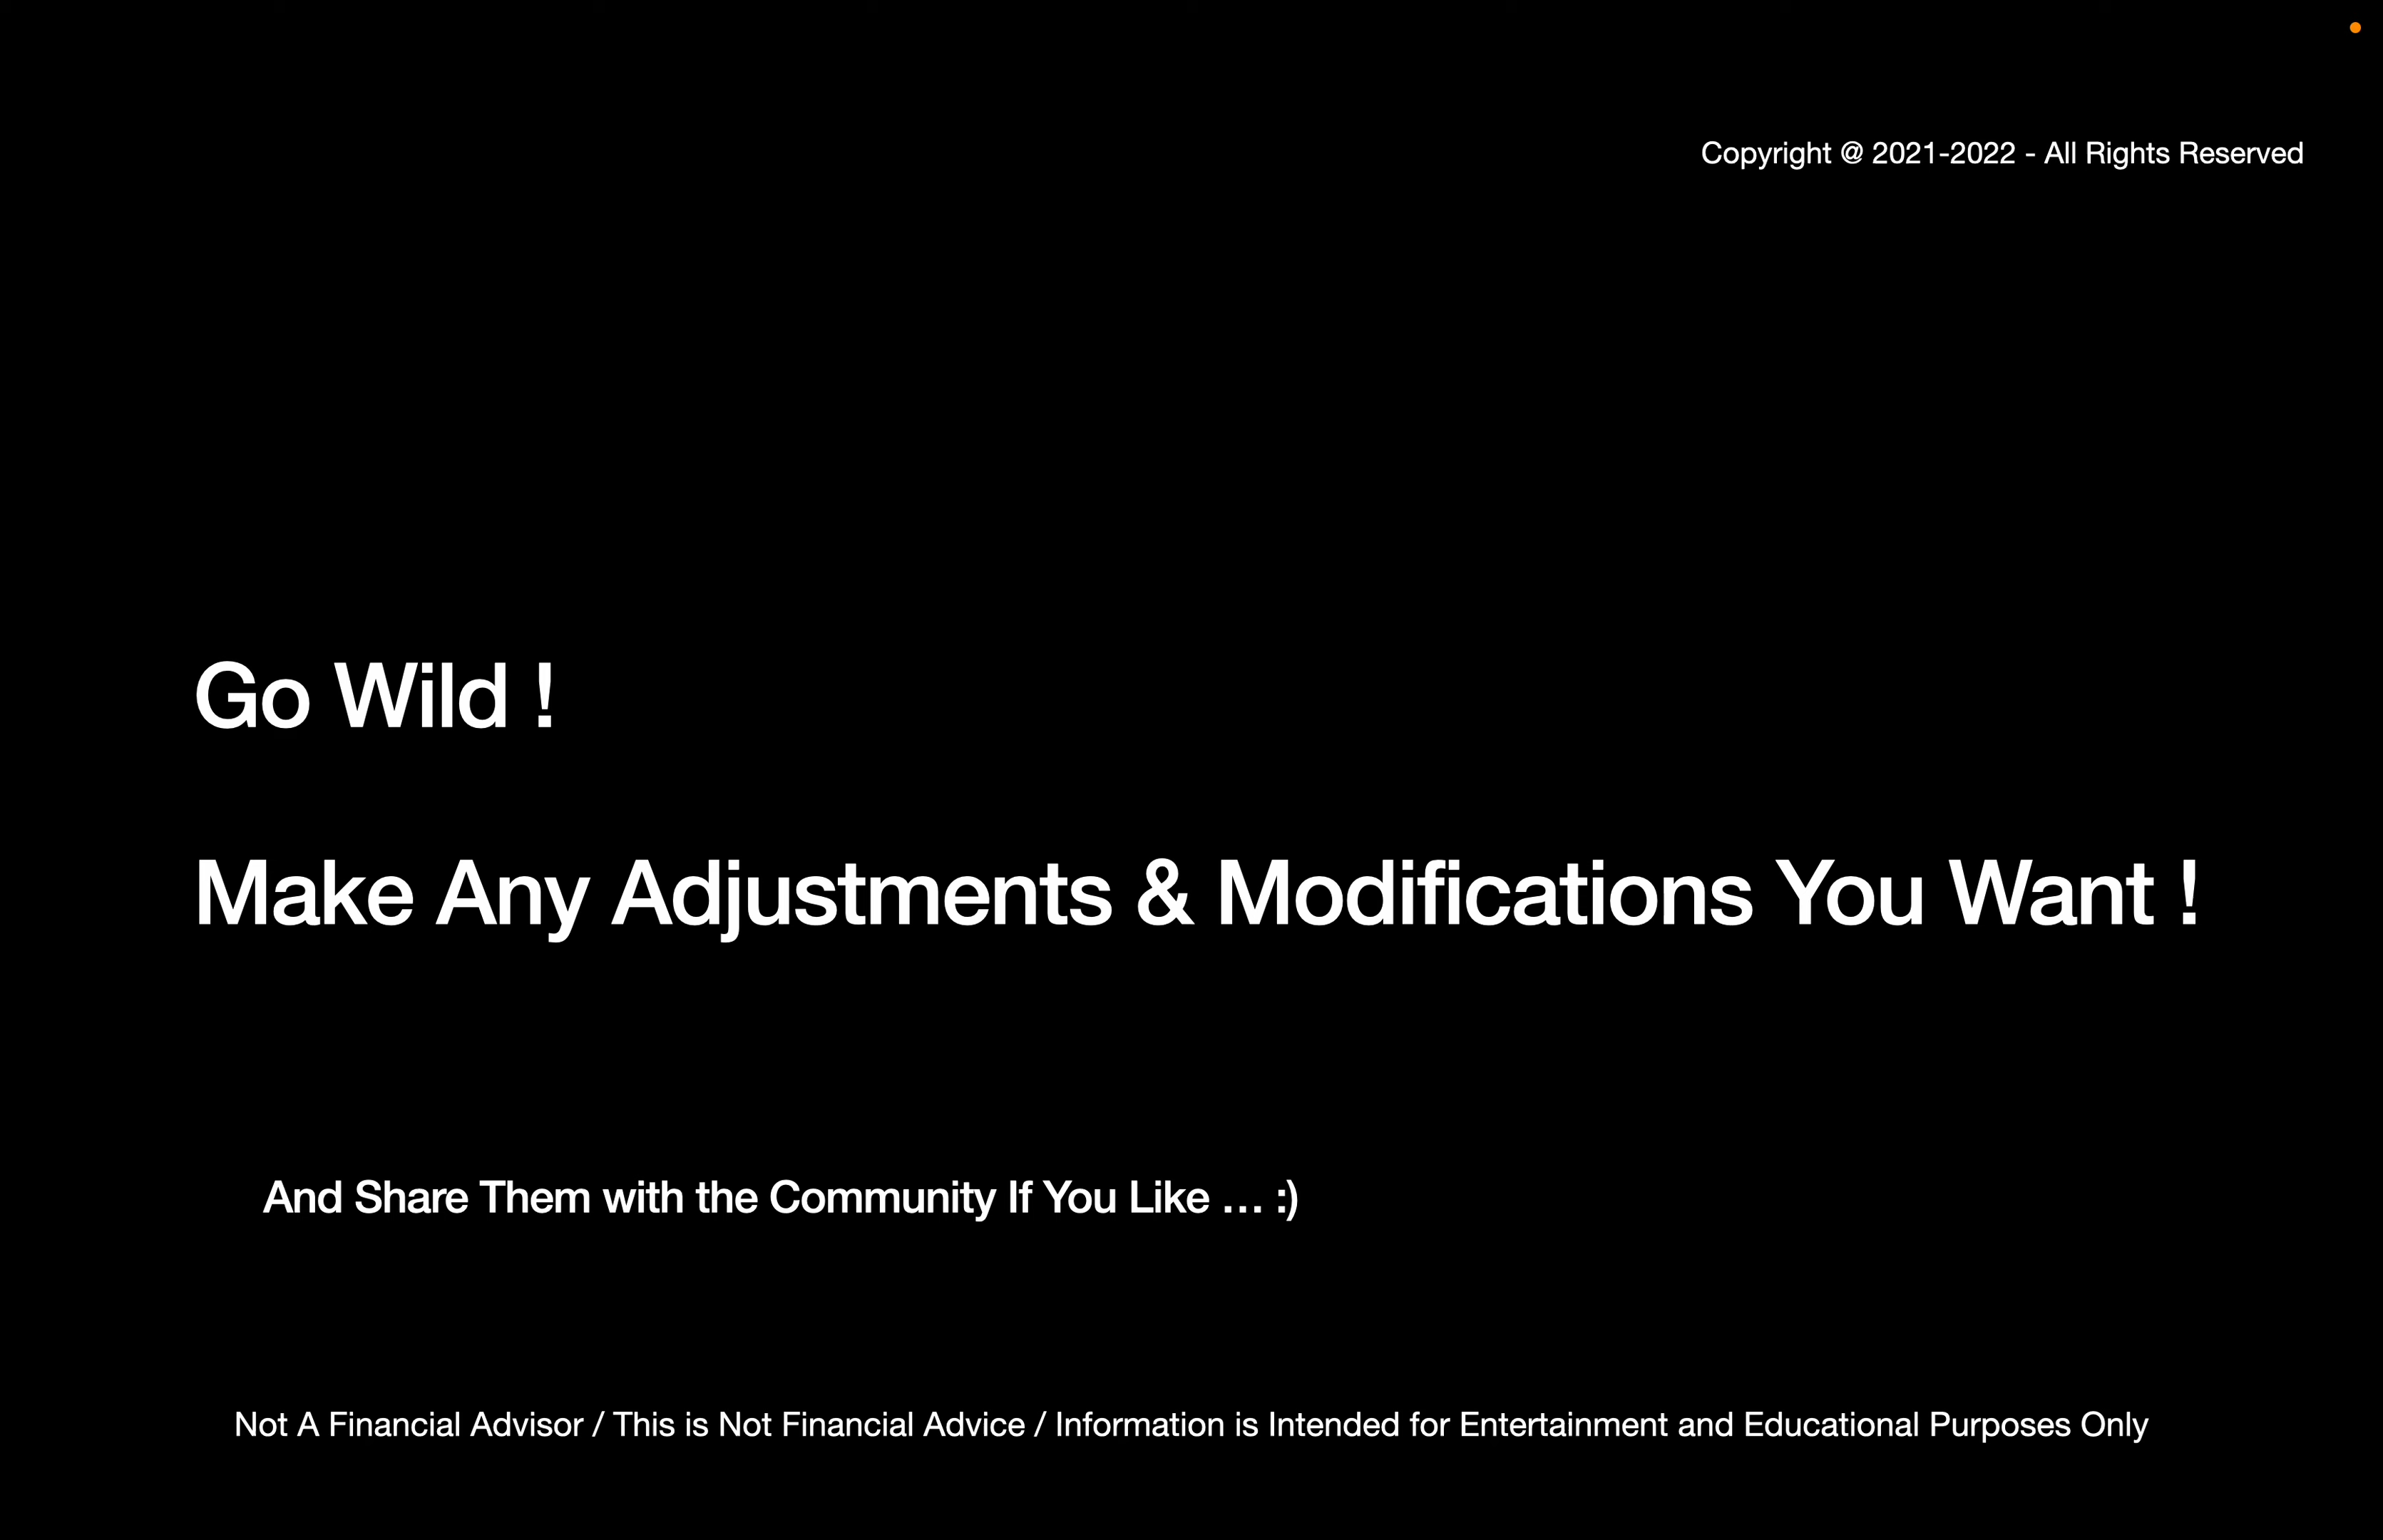 Copyright @ 2021-2022 - All Rights Reserved
Go Wild !
Make Any Adjustments & Modifications You Want !
And Share Them with the Community If You Like … :)
Not A Financial Advisor / This is Not Financial Advice / Information is Intended for Entertainment and Educational Purposes Only